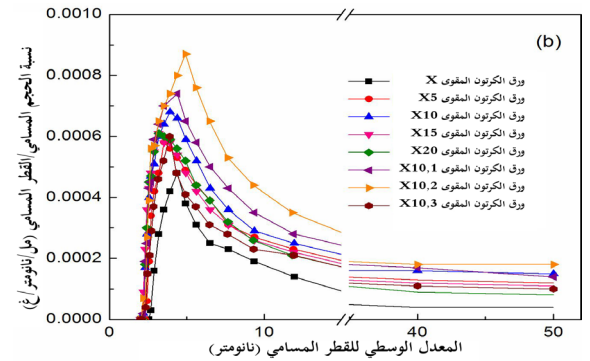 0.0010
0.0008
0.0006
0.0004
0.0002
0.0000
نسبة الحجم المسامي/القطر المسامي (مل/نانومتر/غ)
(b)
ورق الكرتون المقوى X
ورق الكرتون المقوى X5
ورق الكرتون المقوى X10
ورق الكرتون المقوى X15
ورق الكرتون المقوى X20
ورق الكرتون المقوى X10,1
ورق الكرتون المقوى X10,2
ورق الكرتون المقوى X10,3
0 10 40 50
المعدل الوسطي للقطر المسامي (نانومتر)